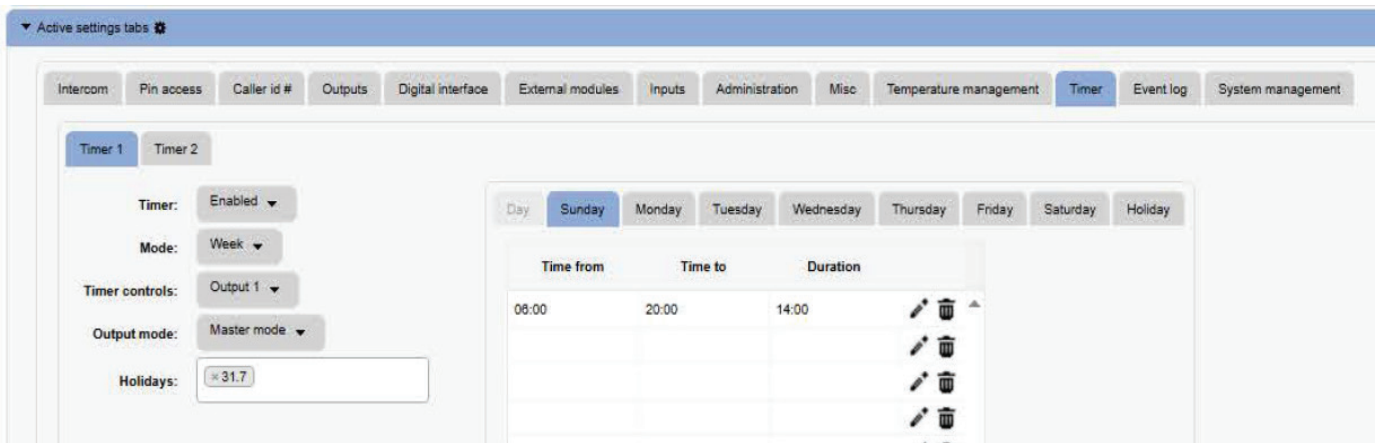 Active settings tabs
Intercom Pin access Caller id # Outputs Digital interface External modules Inputs Administration Misc Temperature management Timer Event log System management
Timer 1 Timer 2
Timer: Enabled
Day Sunday Monday Tuesday Wednesday Thursday Friday Saturday Holiday
Mode: Week
Time from Time to Duration
Timer controls: Output 1
06:00 20:00 14:00
Output mode: Master mode
Holidays: × 31.7